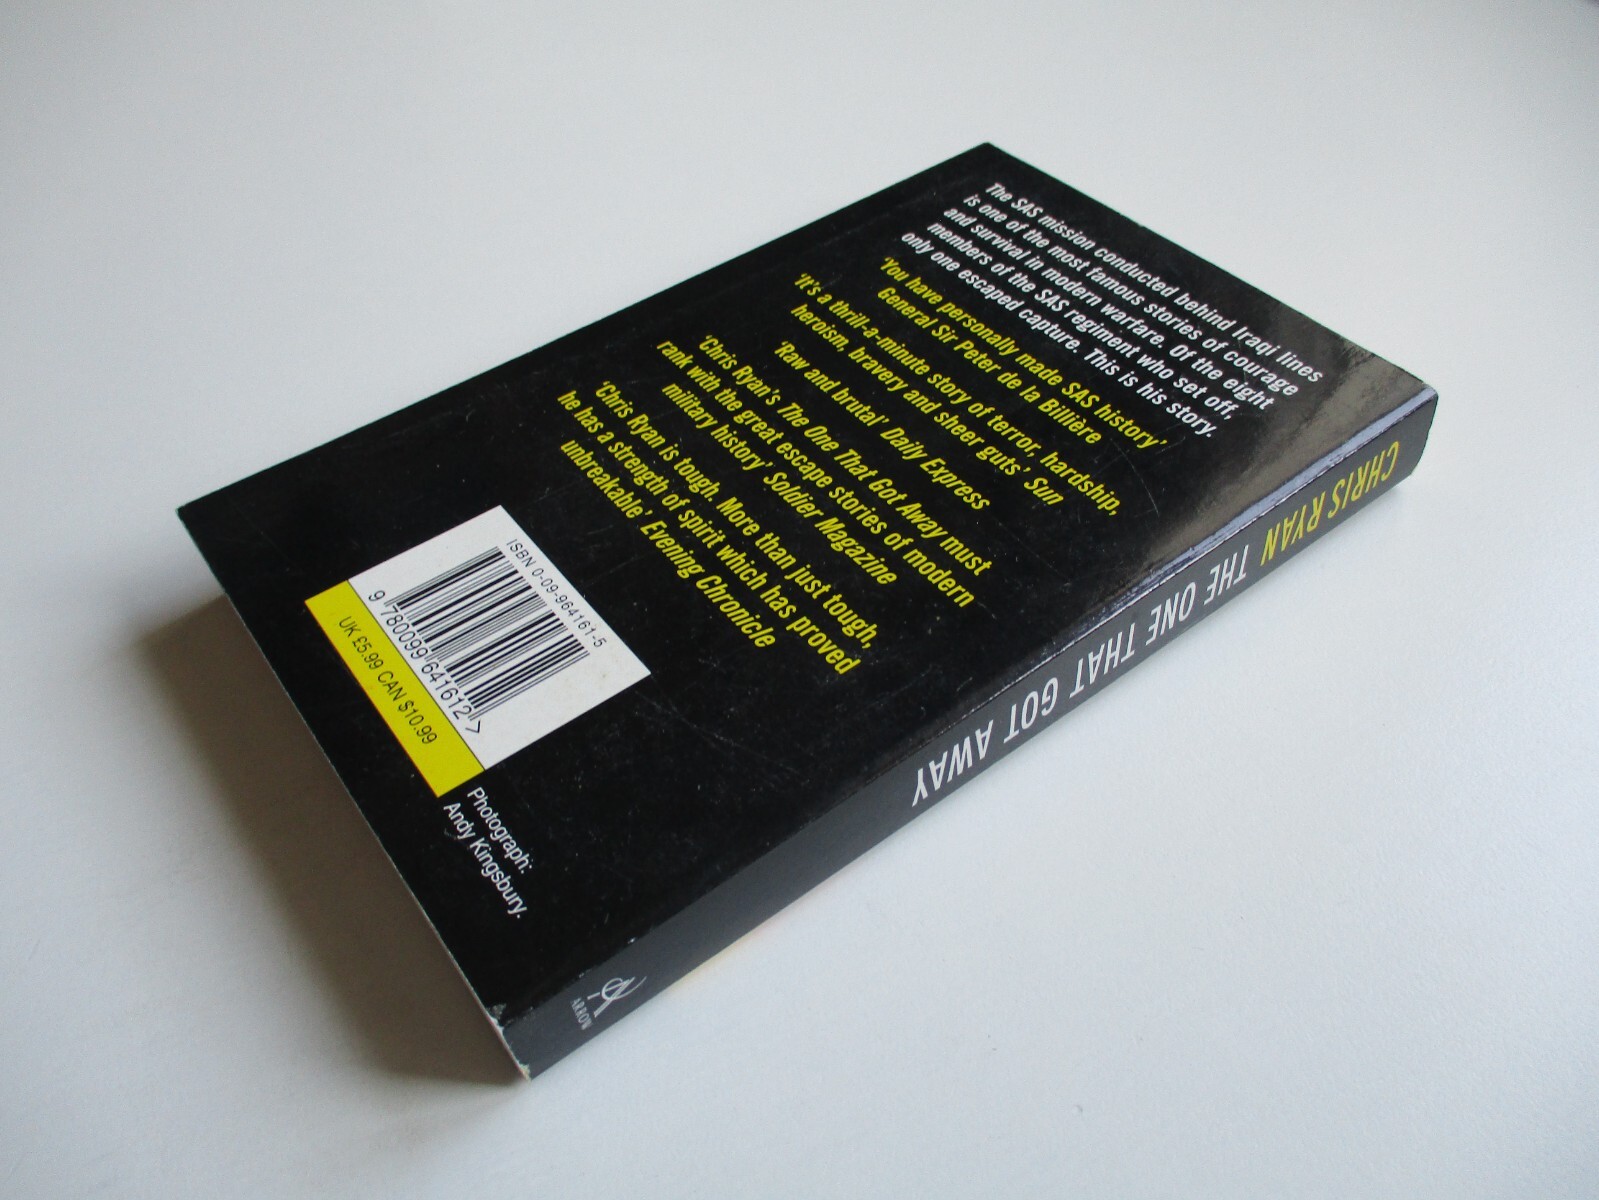 The SAS mission conducted behind Iraqi lines
is one of the most famous stories of courage
and survival in modern warfare. Of the eight
members of the SAS regiment who set off,
only one escaped capture. This is his story.
'You have personally made SAS history'
General Sir Peter de la Billière
'It's a thrill-a-minute story of terror, hardship,
heroism, bravery and sheer guts' Sun
'Raw and brutal' Daily Express
'Chris Ryan's The One That Got Away must
rank with the great escape stories of modern
military history' Soldier Magazine
'Chris Ryan is tough. More than just tough,
he has a strength of spirit which has proved
unbreakable' Evening Chronicle
ISBN 0-09-964161-5
9 780099 641612 >
UK £5.99 CAN $10.99
Photograph:
Andy Kingsbury.
CHRIS RYAN THE ONE THAT GOT AWAY
ARROW